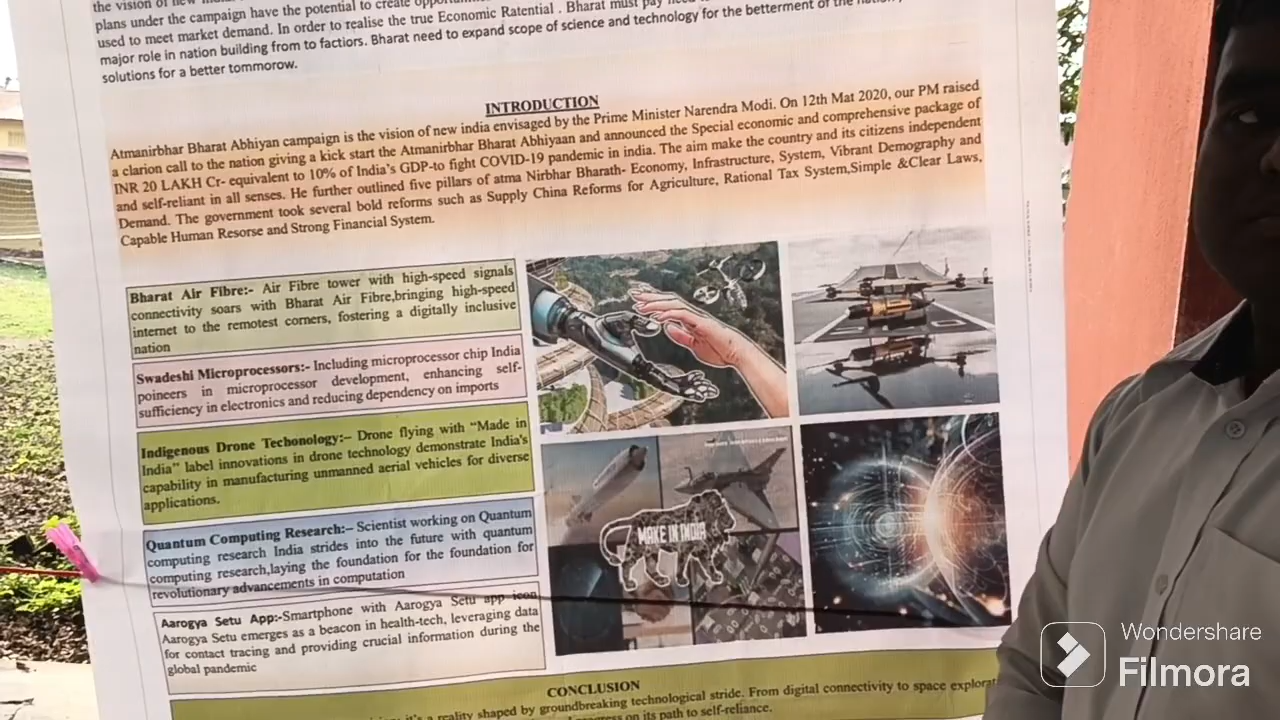 the vision of new
plans under the campaign have the potential to create
used to meet market demand. In order to realise the true Economic Ratential . Bharat must pay
major role in nation building from to factiors. Bharat need to expand scope of science and technology for the betterment of the
solutions for a better tommorow.
INTRODUCTION
Atmanirbhar Bharat Abhiyan campaign is the vision of new india envisaged by the Prime Minister Narendra Modi. On 12th Mat 2020, our PM raised
a clarion call to the nation giving a kick start the Atmanirbhar Bharat Abhiyaan and announced the Special economic and comprehensive package of
INR 20 LAKH Cr- equivalent to 10% of India's GDP-to fight COVID-19 pandemic in india. The aim make the country and its citizens independent
and self-reliant in all senses. He further outlined five pillars of atma Nirbhar Bharath- Economy, Infrastructure, System, Vibrant Demography and
Demand. The government took several bold reforms such as Supply China Reforms for Agriculture, Rational Tax System,Simple &Clear Laws,
Capable Human Resorse and Strong Financial System.
Bharat Air Fibre:- Air Fibre tower with high-speed signals
connectivity soars with Bharat Air Fibre,bringing high-speed
internet to the remotest corners, fostering a digitally inclusive
nation
Swadeshi Microprocessors:- Including microprocessor chip India
poineers in microprocessor development, enhancing self-
sufficiency in electronics and reducing dependency on imports
Indigenous Drone Techonology:– Drone flying with “Made in
India” label innovations in drone technology demonstrate India's
capability in manufacturing unmanned aerial vehicles for diverse
applications.
Quantum Computing Research:– Scientist working on Quantum
computing research India strides into the future with quantum
computing research,laying the foundation for the foundation for
revolutionary advancements in computation
Aarogya Setu App:-Smartphone with Aarogya Setu app icon
Aarogya Setu emerges as a beacon in health-tech, leveraging data
for contact tracing and providing crucial information during the
global pandemic
MAKE IN INDIA
CONCLUSION
it's a reality shaped by groundbreaking technological stride. From digital connectivity to space
on its path to self-reliance.
Wondershare
Filmora